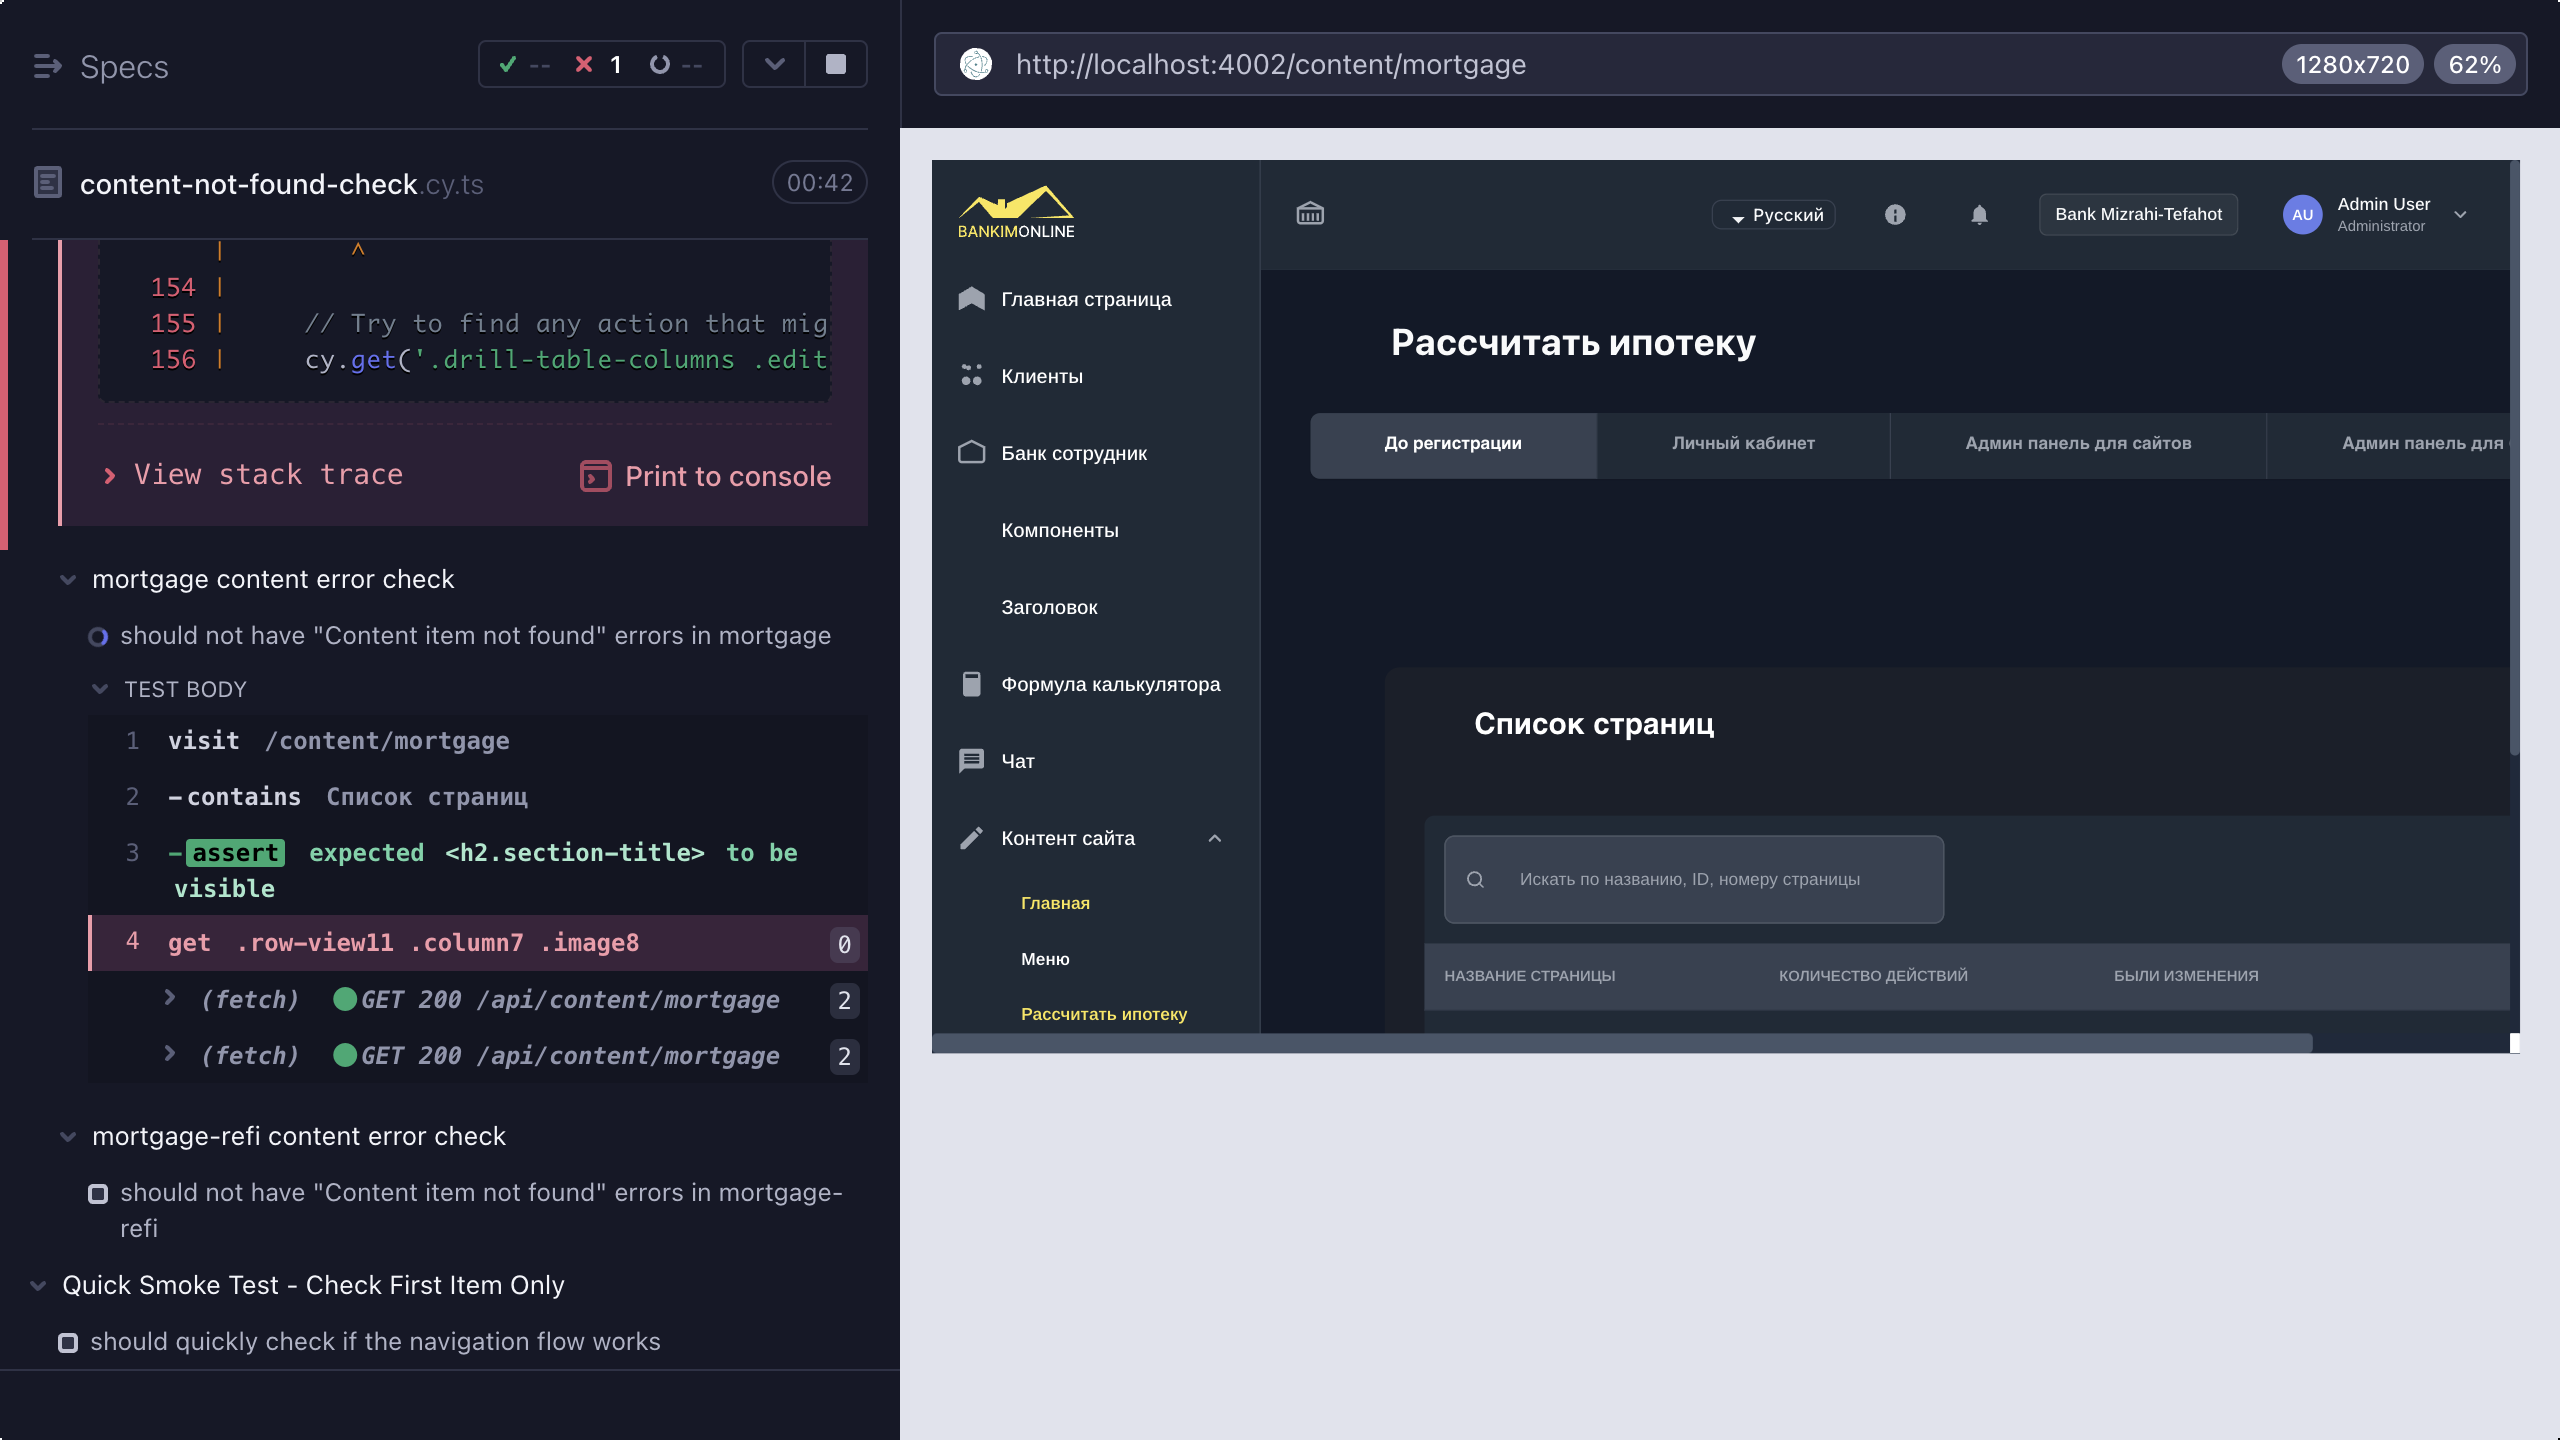 Specs
-- 1 --
content-not-found-check.cy.ts
00:42
| ^
154 |
155 | // Try to find any action that mig
156 | cy.get('.drill-table-columns .edit
View stack trace
Print to console
mortgage content error check
should not have "Content item not found" errors in mortgage
TEST BODY
1 visit /content/mortgage
2 -contains Список страниц
3 -assert expected <h2.section-title> to be
visible
4 get .row-view11 .column7 .image8 0
(fetch) GET 200 /api/content/mortgage 2
(fetch) GET 200 /api/content/mortgage 2
mortgage-refi content error check
should not have "Content item not found" errors in mortgage-
refi
Quick Smoke Test - Check First Item Only
should quickly check if the navigation flow works
http://localhost:4002/content/mortgage
1280x720
62%
BANKIMONLINE
Главная страница
Клиенты
Банк сотрудник
Компоненты
Заголовок
Формула калькулятора
Чат
Контент сайта
Главная
Меню
Рассчитать ипотеку
Русский
Bank Mizrahi-Tefahot
AU
Admin User
Administrator
Рассчитать ипотеку
До регистрации
Личный кабинет
Админ панель для сайтов
Админ панель для
Список страниц
Искать по названию, ID, номеру страницы
НАЗВАНИЕ СТРАНИЦЫ
КОЛИЧЕСТВО ДЕЙСТВИЙ
БЫЛИ ИЗМЕНЕНИЯ